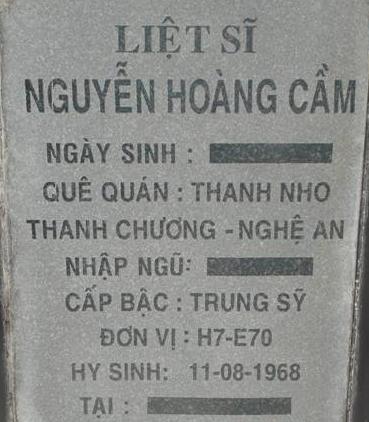 LIỆT SĨ
NGUYỄN HOÀNG CẦM
NGÀY SINH :
QUÊ QUÁN : THANH NHO
THANH CHƯƠNG - NGHỆ AN
NHẬP NGŨ:
CẤP BẬC : TRUNG SỸ
ĐƠN VỊ : H7-E70
HY SINH: 11-08-1968
TẠI :